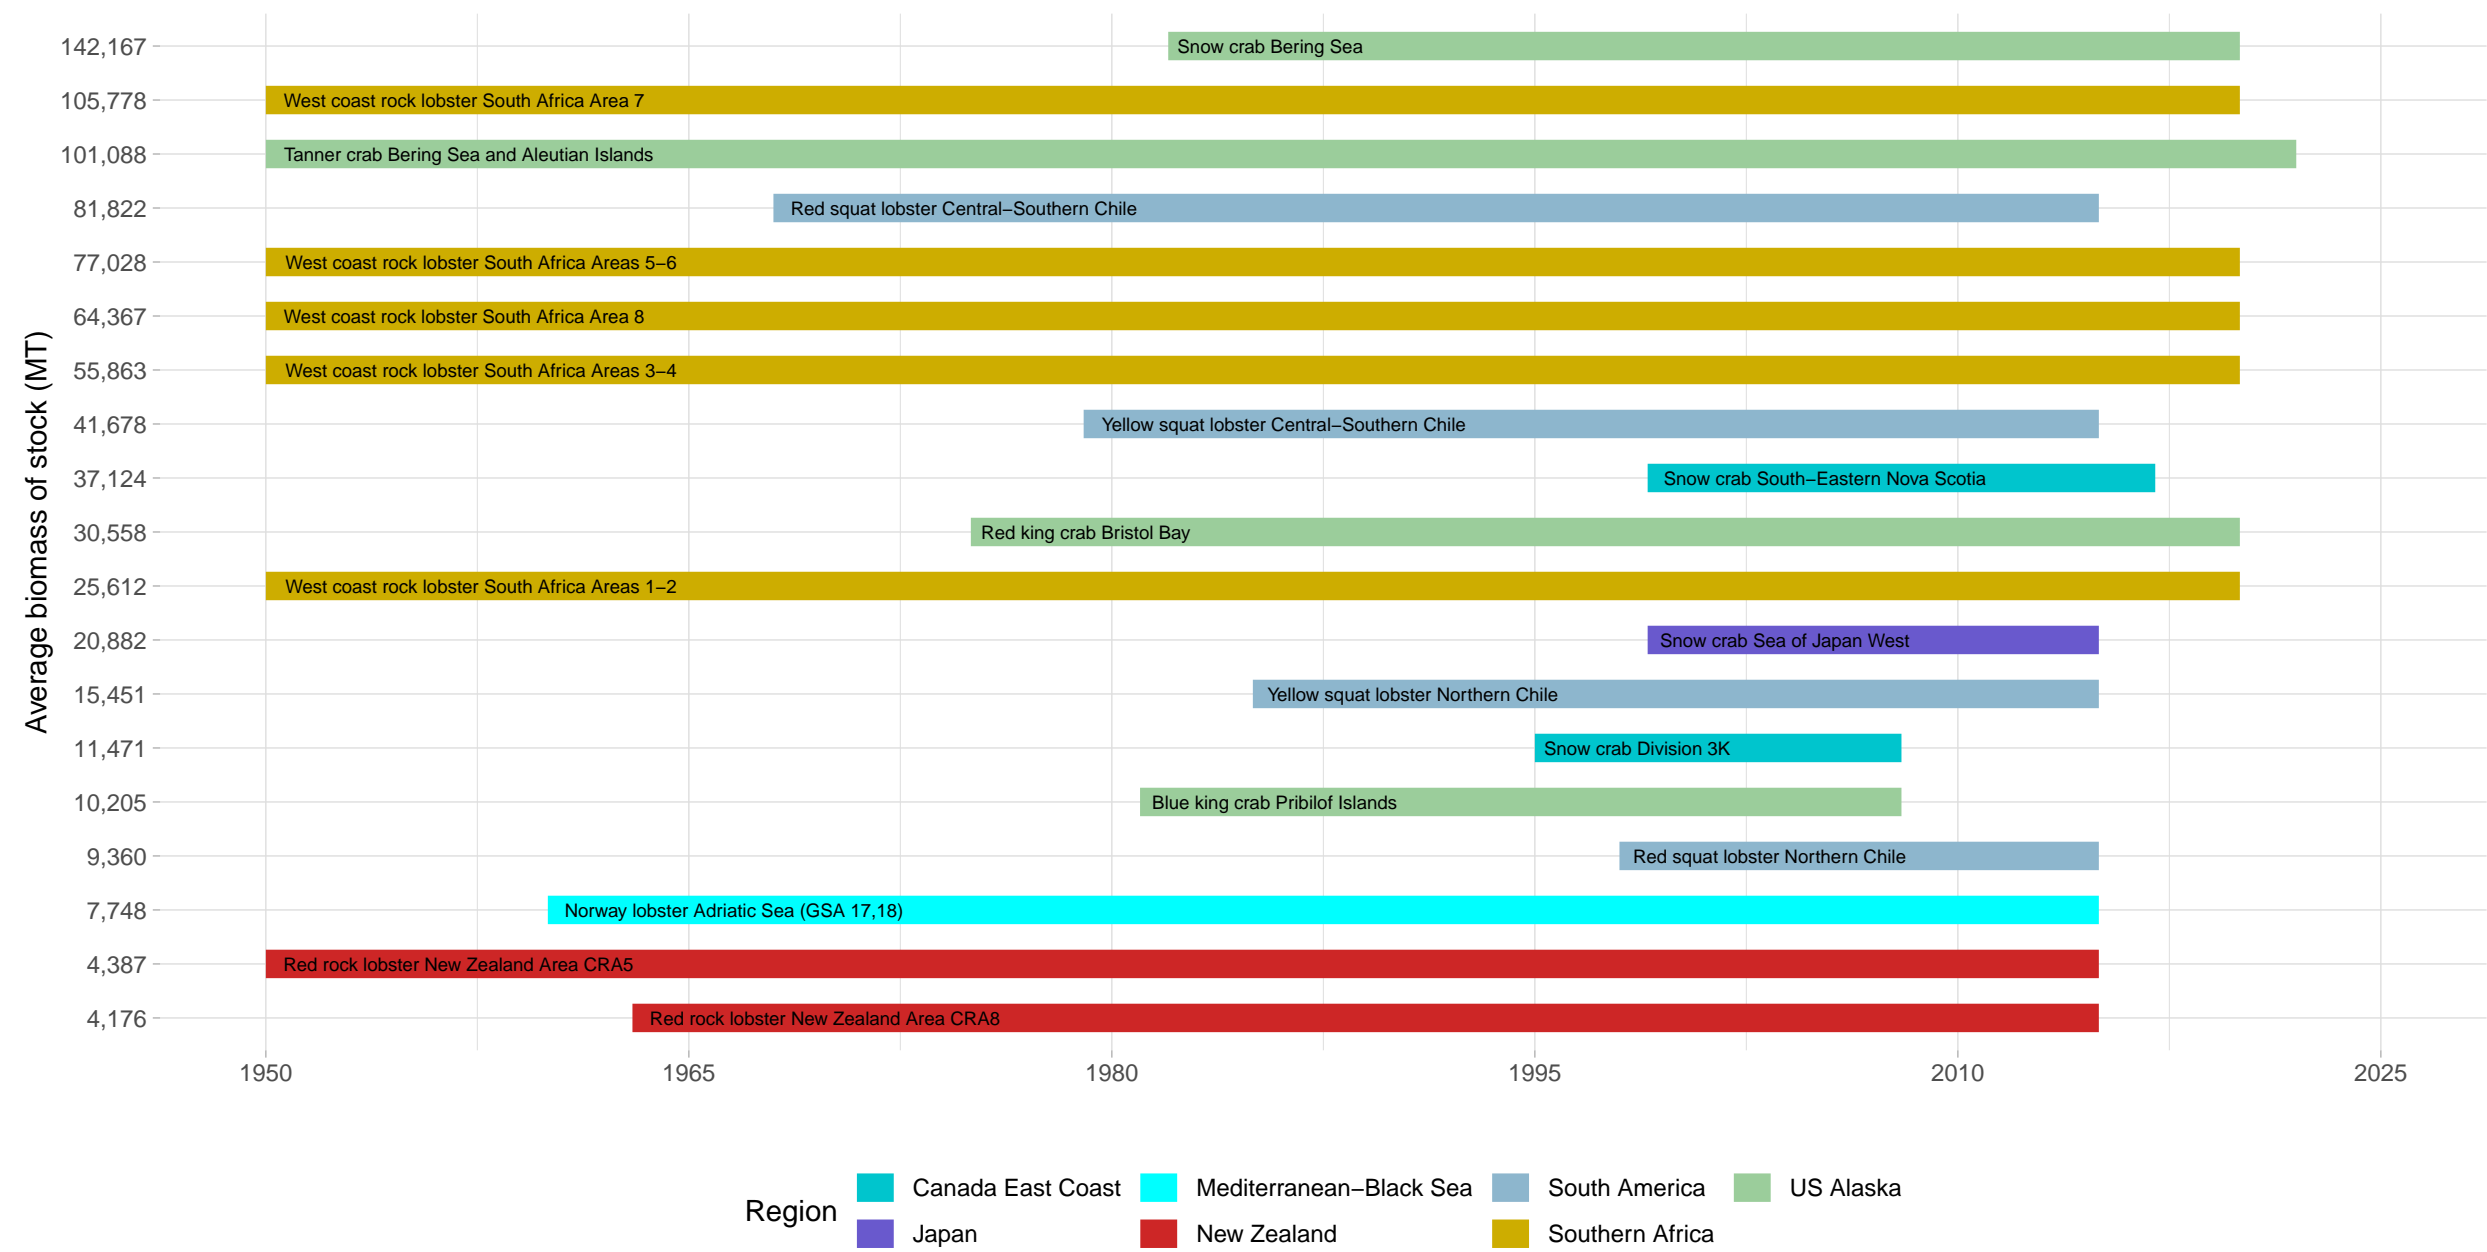 Average biomass of stock (MT)
142,167 Snow crab Bering Sea
105,778 West coast rock lobster South Africa Area 7
101,088 Tanner crab Bering Sea and Aleutian Islands
81,822 Red squat lobster Central−Southern Chile
77,028 West coast rock lobster South Africa Areas 5−6
64,367 West coast rock lobster South Africa Area 8
55,863 West coast rock lobster South Africa Areas 3−4
41,678 Yellow squat lobster Central−Southern Chile
37,124 Snow crab South−Eastern Nova Scotia
30,558 Red king crab Bristol Bay
25,612 West coast rock lobster South Africa Areas 1−2
20,882 Snow crab Sea of Japan West
15,451 Yellow squat lobster Northern Chile
11,471 Snow crab Division 3K
10,205 Blue king crab Pribilof Islands
9,360 Red squat lobster Northern Chile
7,748 Norway lobster Adriatic Sea (GSA 17,18)
4,387 Red rock lobster New Zealand Area CRA5
4,176 Red rock lobster New Zealand Area CRA8
1950 1965 1980 1995 2010 2025
Region
Canada East Coast Mediterranean−Black Sea South America US Alaska
Japan New Zealand Southern Africa